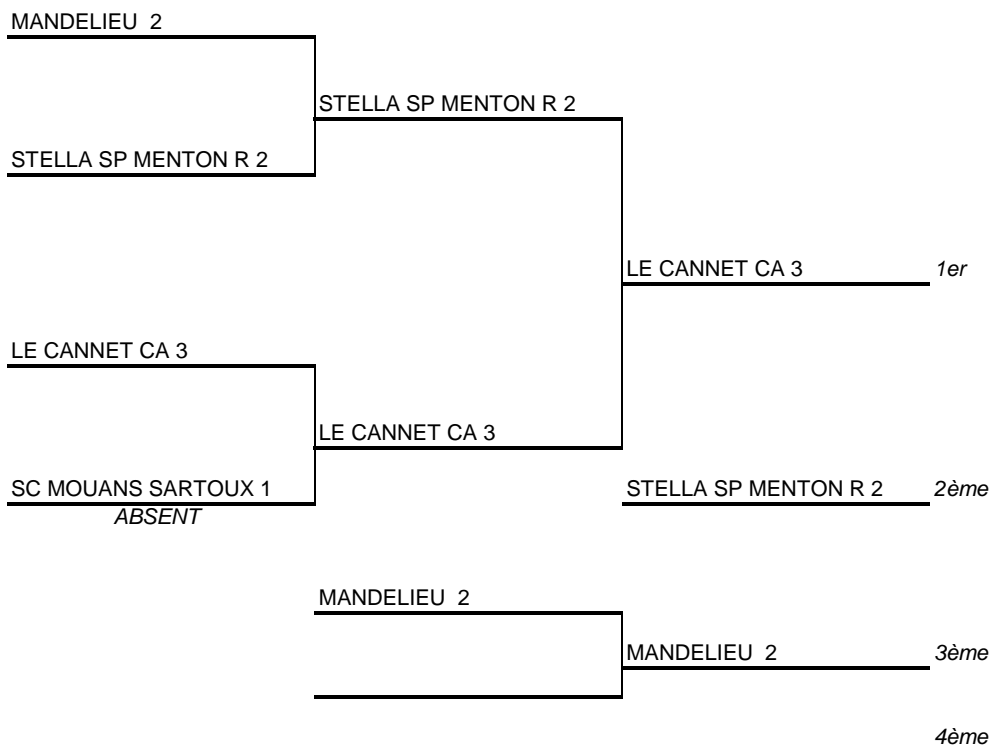 MANDELIEU  2
STELLA SP MENTON R 2
STELLA SP MENTON R 2
LE CANNET CA 3 1er
LE CANNET CA 3
LE CANNET CA 3
SC MOUANS SARTOUX 1
ABSENT
STELLA SP MENTON R 2 2ème
MANDELIEU  2
MANDELIEU  2 3ème
4ème